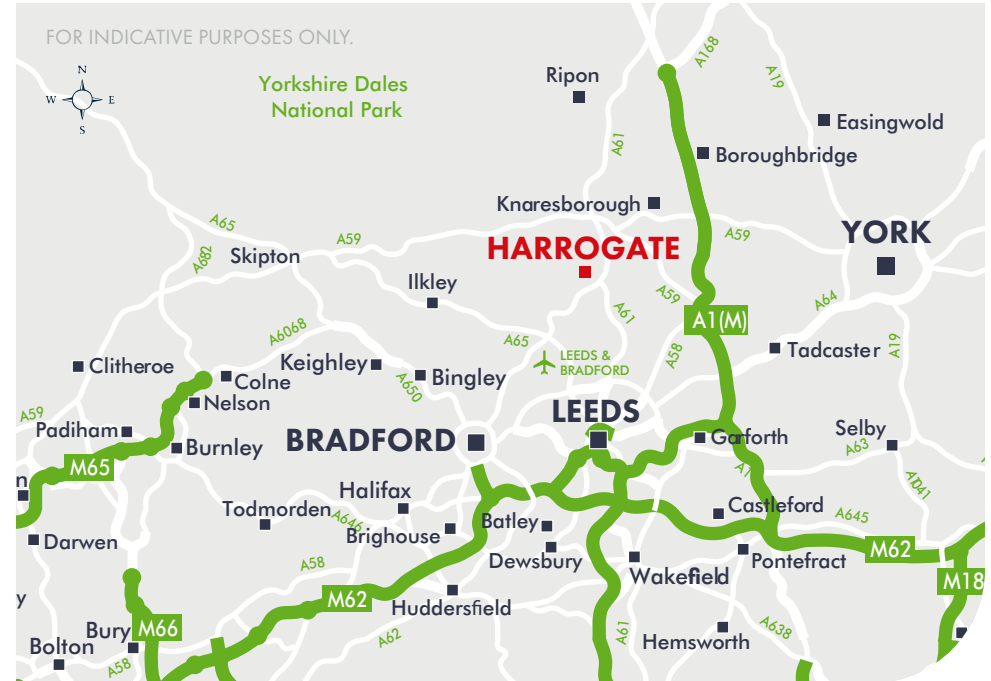 FOR INDICATIVE PURPOSES ONLY.
N
W
E
S
Yorkshire Dales
National Park
Ripon
A168
A19
Easingwold
A61
Boroughbridge
Knaresborough
A65
A59
A59
YORK
HARROGATE
A682
Skipton
Ilkley
A59
A64
A61
A1(M)
A6068
A65
A58
A19
Tadcaster
Clitheroe
Keighley
LEEDS &
BRADFORD
Colne
A650
Bingley
Nelson
A59
LEEDS
Padiham
Burnley
BRADFORD
Garforth
Selby
A63
M65
A1
n
Halifax
A1041
Todmorden
A646
Castleford
Brighouse
Batley
A645
Darwen
M62
A58
Dewsbury
Pontefract
Wakefield
M18
M62
y
Huddersfield
Bury
M66
A62
A61
A638
Hemsworth
Bolton
A58